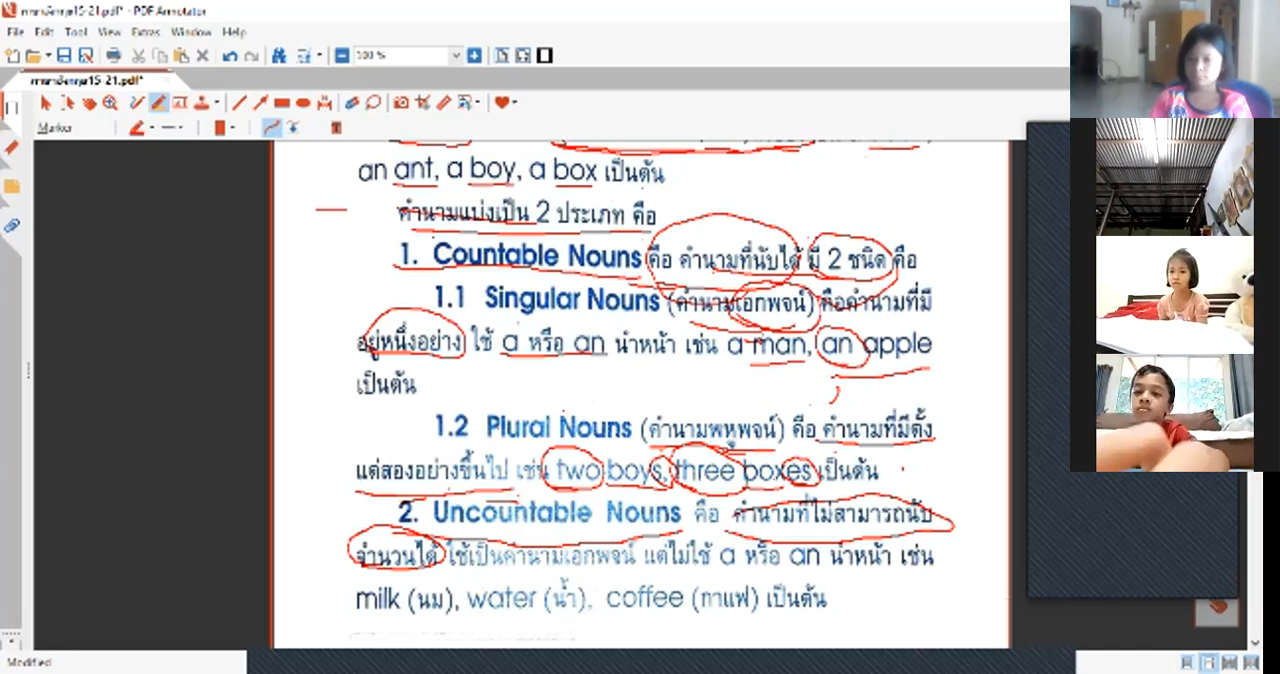 15-21.pdf* - PDF Annotator
File Edit Tool View Extras Window Help
100 %
15-21.pdf*
Marker
an ant, a boy, a box เป็นต้น
คำนามแบ่งเป็น 2 ประเภท คือ
1. Countable Nouns คือ คำนามที่นับได้ มี 2 ชนิด คือ
1.1 Singular Nouns (คำนามเอกพจน์) คือคำนามที่มี
อยู่หนึ่งอย่าง ใช้ a หรือ an นำหน้า เช่น a man, an apple
เป็นต้น
1.2 Plural Nouns (คำนามพหูพจน์) คือ คำนามที่มีตั้ง
แต่สองอย่างขึ้นไป เช่น two boys, three boxes เป็นต้น
2. Uncountable Nouns คือ คำนามที่ไม่สามารถนับ
จำนวนได้ ใช้เป็นคำนามเอกพจน์ แต่ไม่ใช้ a หรือ an นำหน้า เช่น
milk (นม), water (น้ำ), coffee (กาแฟ) เป็นต้น
Modified